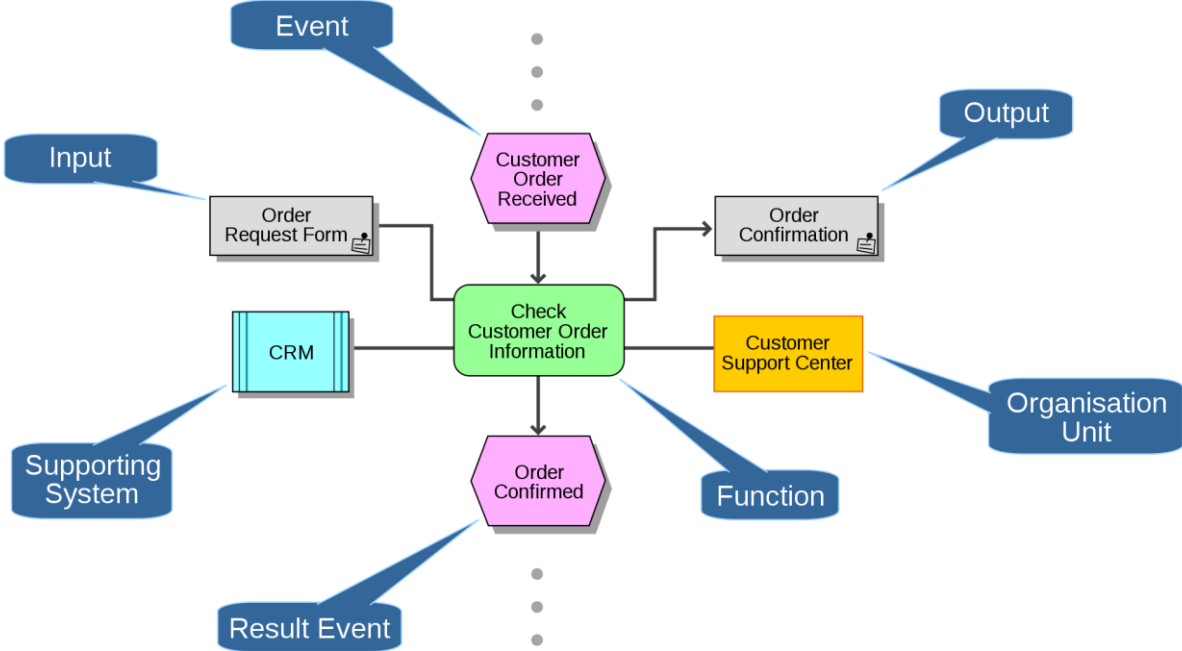 Event
Output
Input
Customer
Order
Received
Order
Request Form
Order
Confirmation
Check
Customer Order
Information
CRM
Customer
Support Center
Organisation
Unit
Supporting
System
Order
Confirmed
Function
Result Event